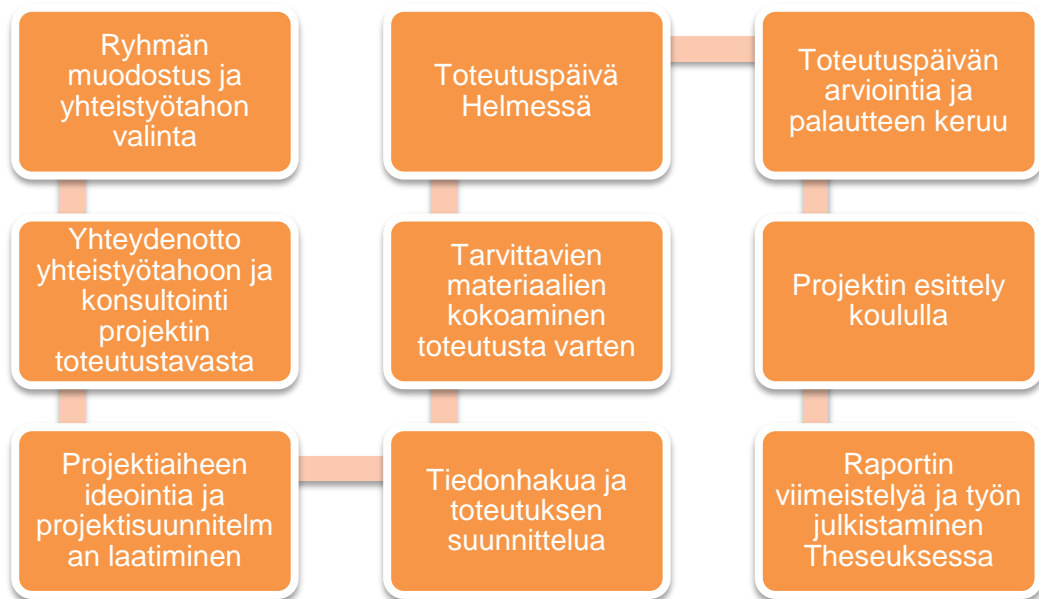 Ryhmän
muodostus ja
yhteistyötahon
valinta
Yhteydenotto
yhteistyötahoon ja
konsultointi
projektin
toteutustavasta
Projektiaiheen
ideointia ja
projektisuunnitelm
an laatiminen
Tiedonhakua ja
toteutuksen
suunnittelua
Tarvittavien
materiaalien
kokoaminen
toteutusta varten
Toteutuspäivä
Helmessä
Toteutuspäivän
arviointia ja
palautteen keruu
Projektin esittely
koululla
Raportin
viimeistelyä ja työn
julkistaminen
Theseuksessa